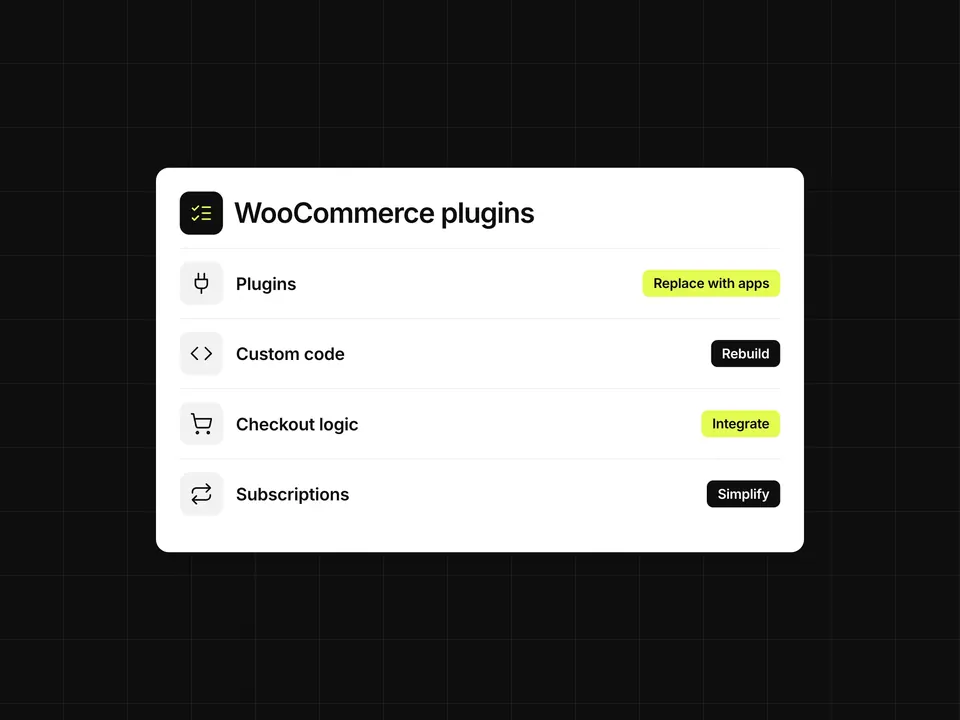 WooCommerce plugins
Plugins
Replace with apps
Custom code
Rebuild
Checkout logic
Integrate
Subscriptions
Simplify